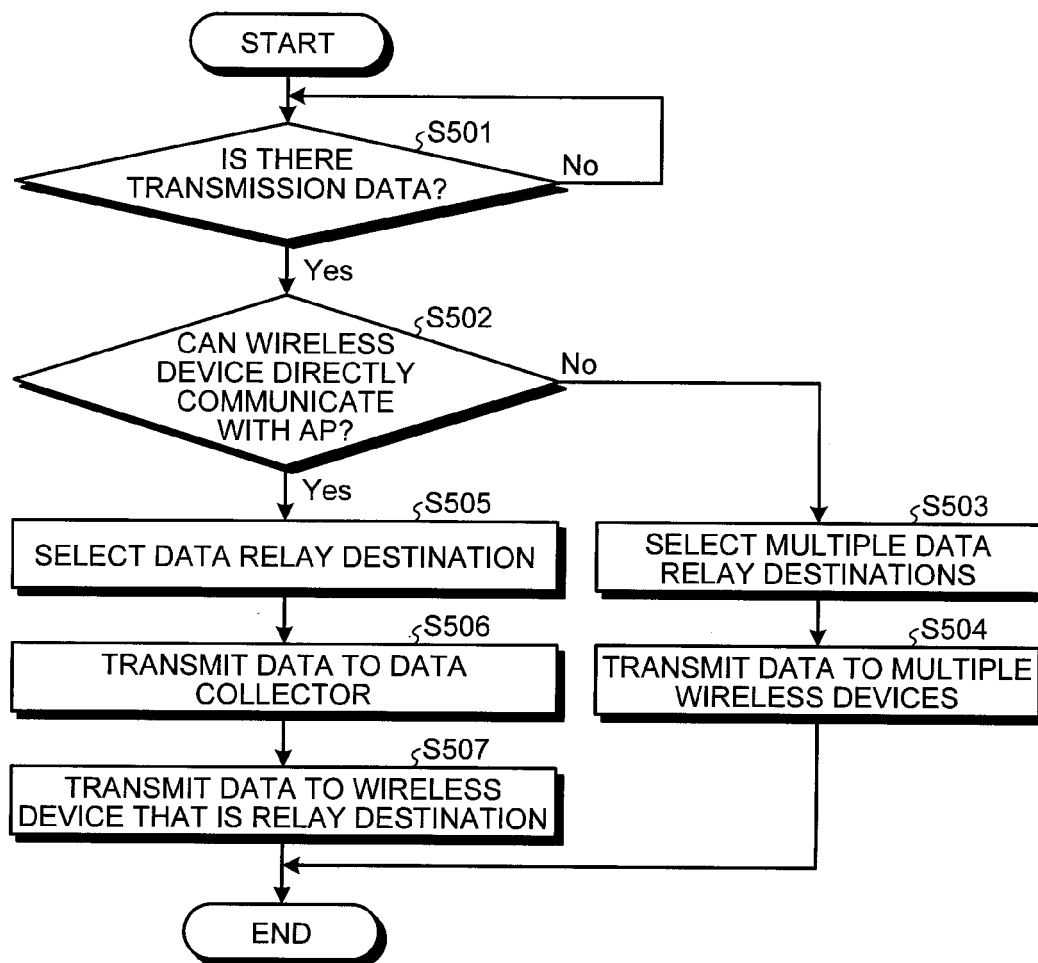 START
S501
IS THERE
TRANSMISSION DATA?
No
Yes
S502
CAN WIRELESS
DEVICE DIRECTLY
COMMUNICATE
WITH AP?
No
Yes
S505
SELECT DATA RELAY DESTINATION
S503
SELECT MULTIPLE DATA
RELAY DESTINATIONS
S506
TRANSMIT DATA TO DATA
COLLECTOR
S504
TRANSMIT DATA TO MULTIPLE
WIRELESS DEVICES
S507
TRANSMIT DATA TO WIRELESS
DEVICE THAT IS RELAY DESTINATION
END